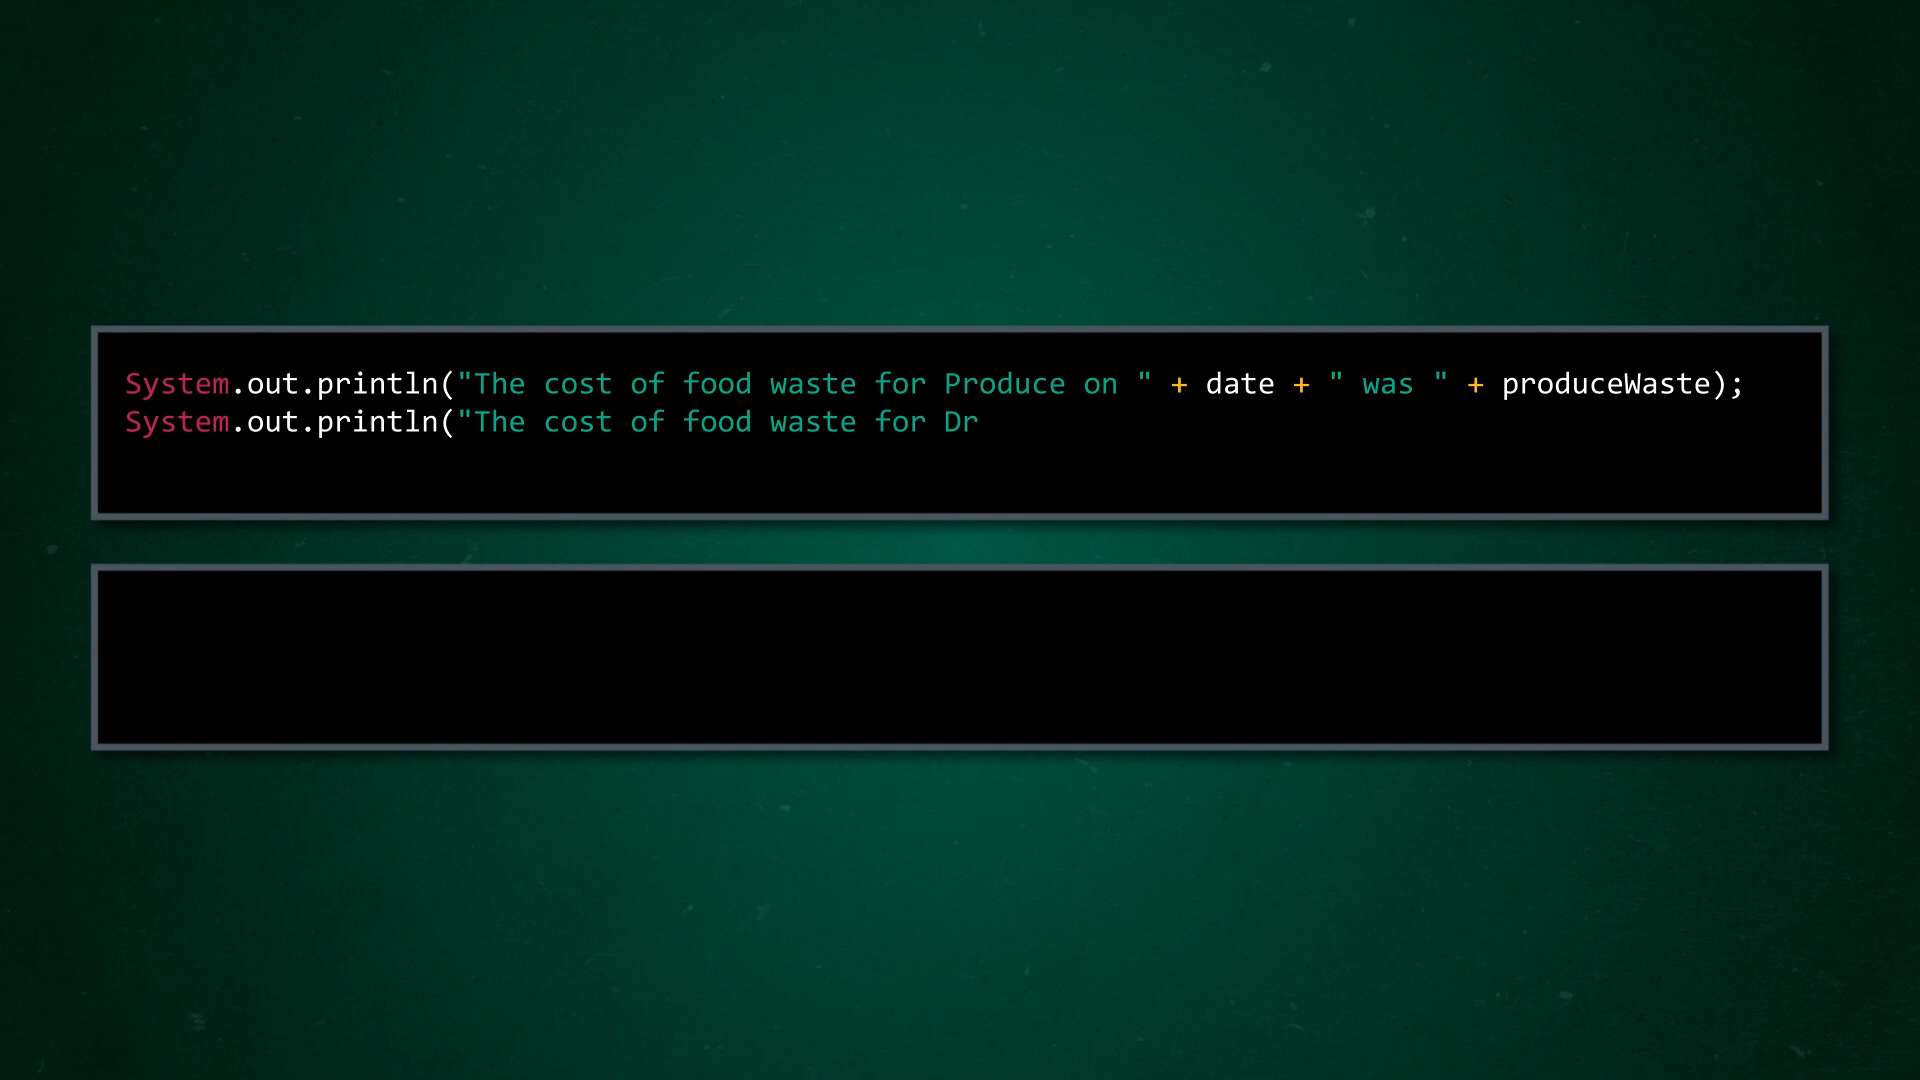 System.out.println("The cost of food waste for Produce on " + date + " was " + produceWaste);
System.out.println("The cost of food waste for Dr